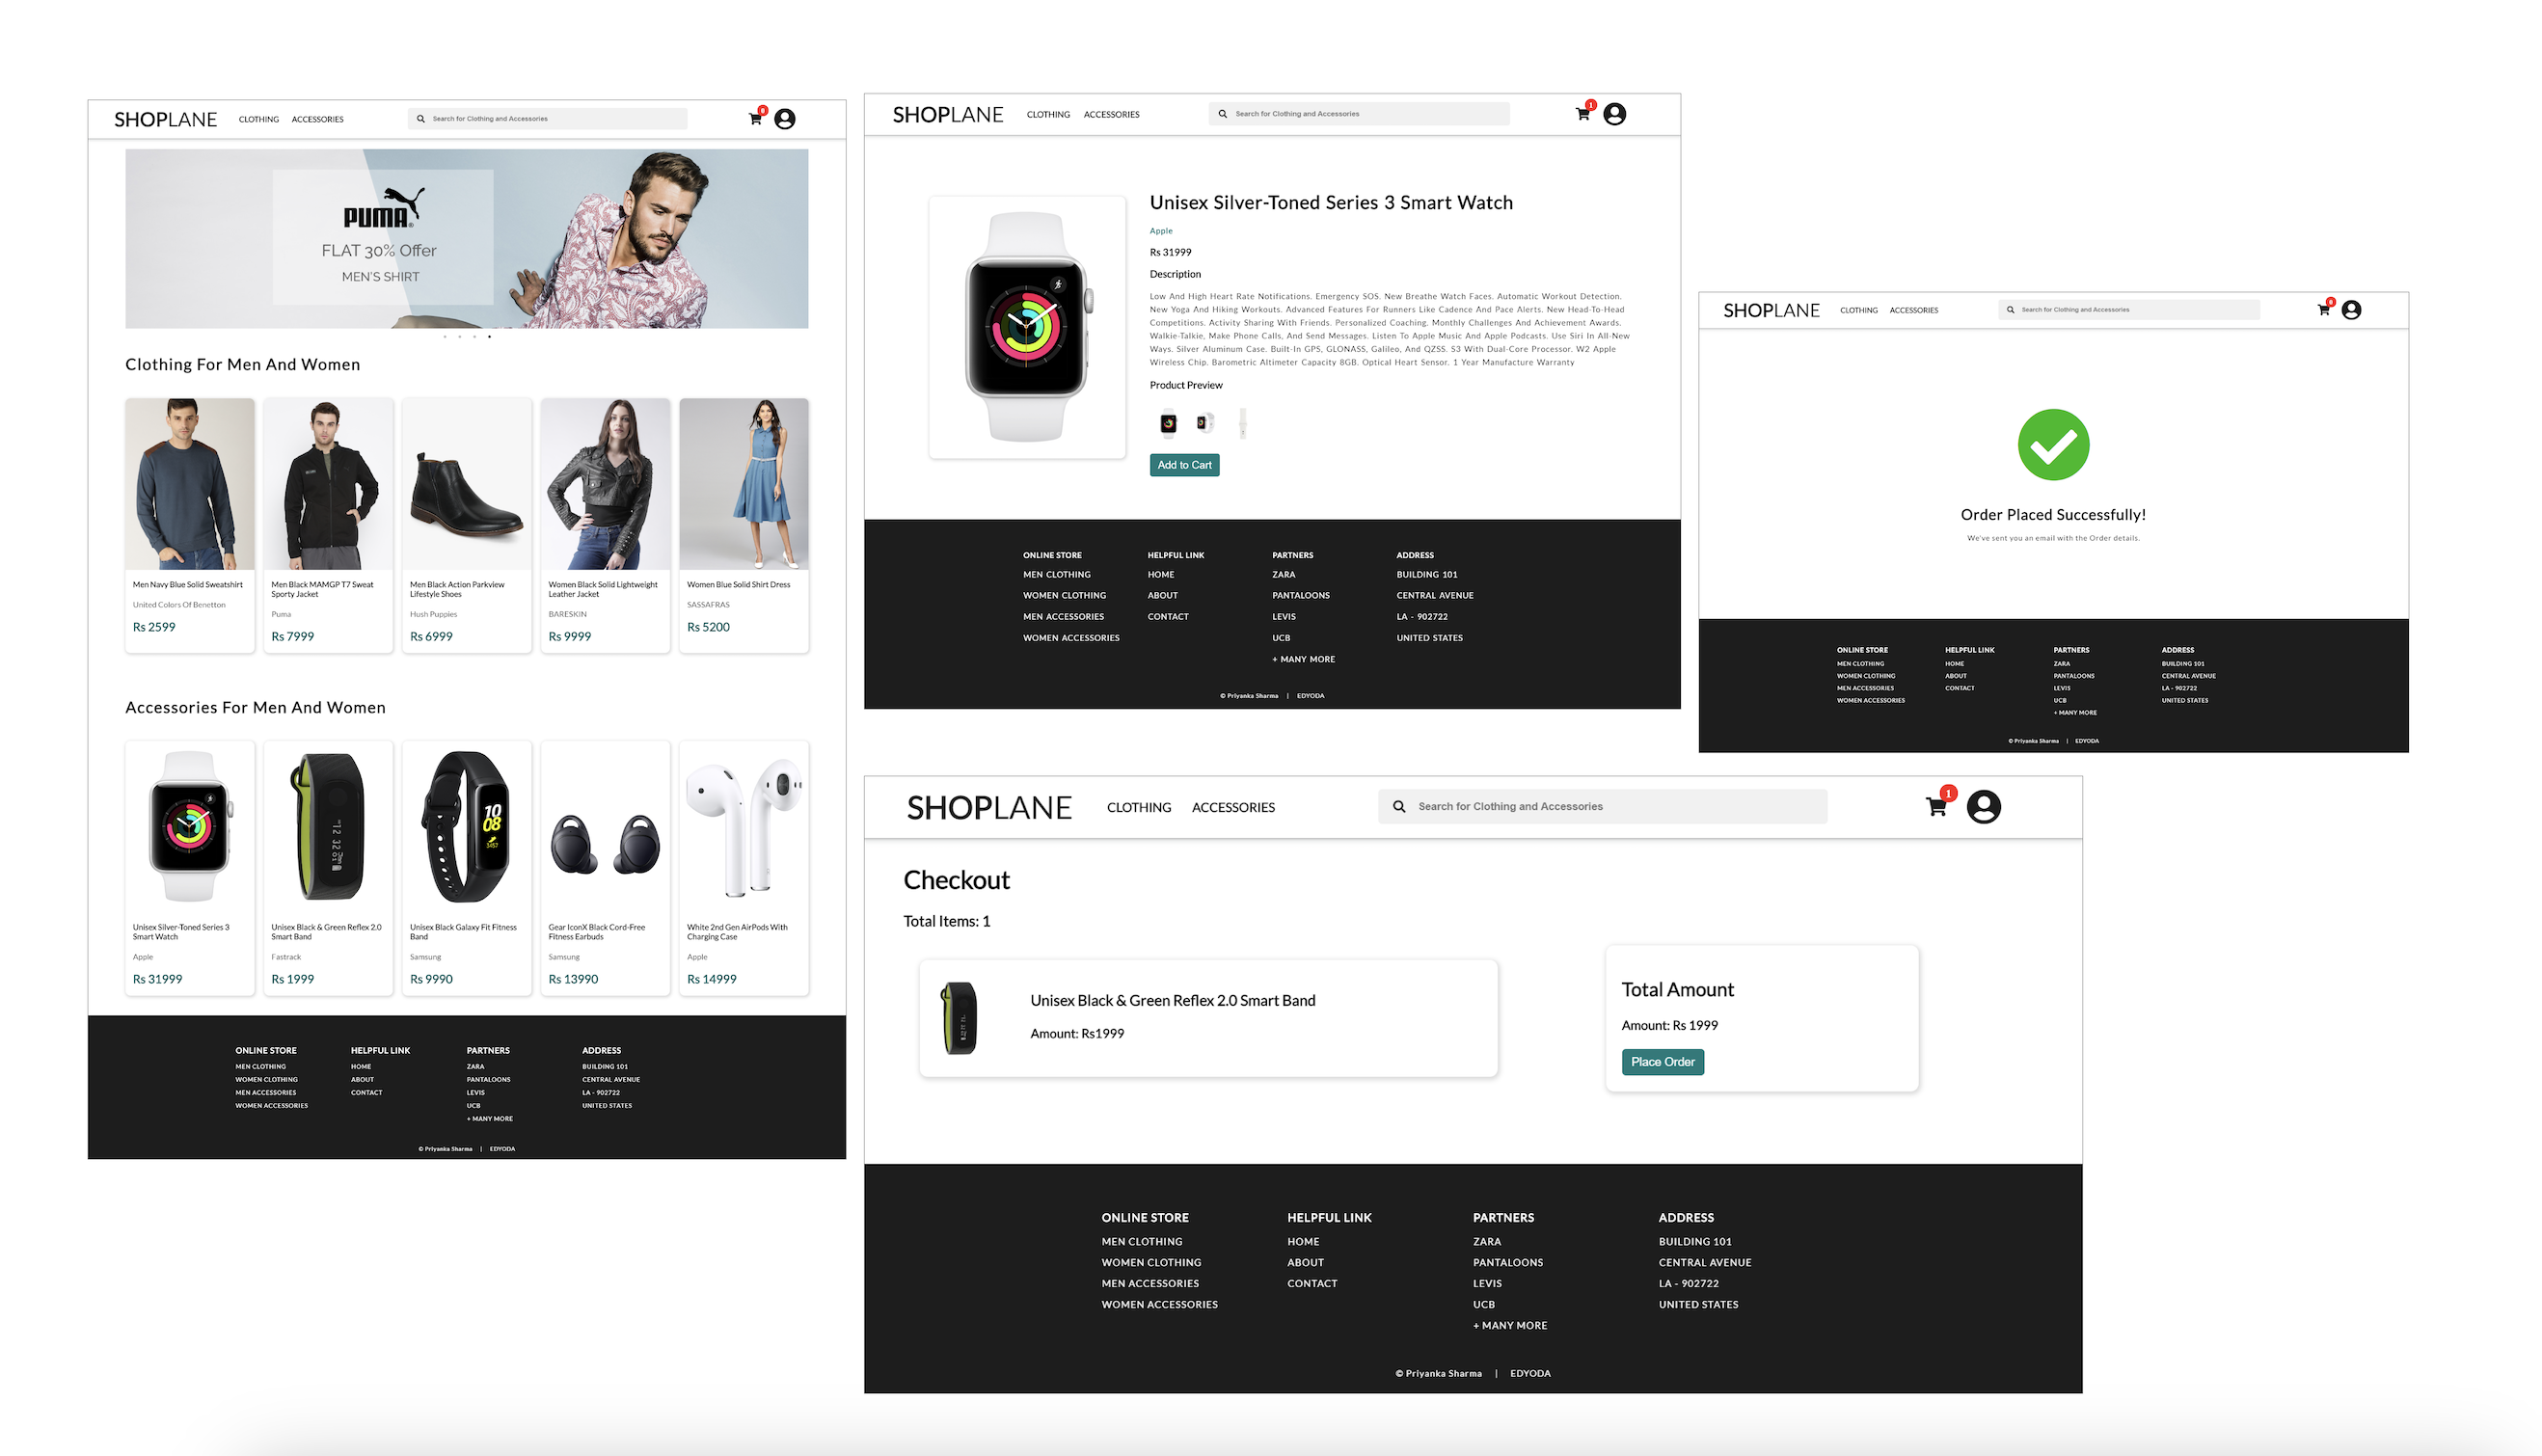 SHOPLANE CLOTHING ACCESSORIES Search for Clothing and Accessories 0
PUMA
FLAT 30% Offer
MEN'S SHIRT
Clothing For Men And Women
Men Navy Blue Solid Sweatshirt
United Colors Of Benetton
Rs 2599
Men Black MAMGP T7 Sweat
Sporty Jacket
Puma
Rs 7999
Men Black Action Parkview
Lifestyle Shoes
Hush Puppies
Rs 6999
Women Black Solid Lightweight
Leather Jacket
BARESKIN
Rs 9999
Women Blue Solid Shirt Dress
SASSAFRAS
Rs 5200
Accessories For Men And Women
10
08
Unisex Silver-Toned Series 3
Smart Watch
Apple
Rs 31999
Unisex Black & Green Reflex 2.0
Smart Band
Fastrack
Rs 1999
Unisex Black Galaxy Fit Fitness
Band
Samsung
Rs 9990
Gear IconX Black Cord-Free
Fitness Earbuds
Samsung
Rs 13990
White 2nd Gen AirPods With
Charging Case
Apple
Rs 14999
ONLINE STORE
MEN CLOTHING
WOMEN CLOTHING
MEN ACCESSORIES
WOMEN ACCESSORIES
HELPFUL LINK
HOME
ABOUT
CONTACT
PARTNERS
ZARA
PANTALOONS
LEVIS
UCB
+ MANY MORE
ADDRESS
BUILDING 101
CENTRAL AVENUE
LA - 902722
UNITED STATES
© Priyanka Sharma | EDYODA
SHOPLANE CLOTHING ACCESSORIES Search for Clothing and Accessories 1
Unisex Silver-Toned Series 3 Smart Watch
Apple
Rs 31999
Description
Low And High Heart Rate Notifications. Emergency SOS. New Breathe Watch Faces. Automatic Workout Detection.
New Yoga And Hiking Workouts. Advanced Features For Runners Like Cadence And Pace Alerts. New Head-To-Head
Competitions. Activity Sharing With Friends. Personalized Coaching. Monthly Challenges And Achievement Awards.
Walkie-Talkie, Make Phone Calls, And Send Messages. Listen To Apple Music And Apple Podcasts. Use Siri In All-New
Ways. Silver Aluminum Case. Built-In GPS, GLONASS, Galileo, And QZSS. S3 With Dual-Core Processor. W2 Apple
Wireless Chip. Barometric Altimeter Capacity 8GB. Optical Heart Sensor. 1 Year Manufacture Warranty
Product Preview
Add to Cart
ONLINE STORE
MEN CLOTHING
WOMEN CLOTHING
MEN ACCESSORIES
WOMEN ACCESSORIES
HELPFUL LINK
HOME
ABOUT
CONTACT
PARTNERS
ZARA
PANTALOONS
LEVIS
UCB
+ MANY MORE
ADDRESS
BUILDING 101
CENTRAL AVENUE
LA - 902722
UNITED STATES
© Priyanka Sharma | EDYODA
SHOPLANE CLOTHING ACCESSORIES Search for Clothing and Accessories 0
Order Placed Successfully!
We've sent you an email with the Order details.
ONLINE STORE
MEN CLOTHING
WOMEN CLOTHING
MEN ACCESSORIES
WOMEN ACCESSORIES
HELPFUL LINK
HOME
ABOUT
CONTACT
PARTNERS
ZARA
PANTALOONS
LEVIS
UCB
+ MANY MORE
ADDRESS
BUILDING 101
CENTRAL AVENUE
LA - 902722
UNITED STATES
© Priyanka Sharma | EDYODA
SHOPLANE CLOTHING ACCESSORIES Search for Clothing and Accessories 1
Checkout
Total Items: 1
Unisex Black & Green Reflex 2.0 Smart Band
Amount: Rs1999
Total Amount
Amount: Rs 1999
Place Order
ONLINE STORE
MEN CLOTHING
WOMEN CLOTHING
MEN ACCESSORIES
WOMEN ACCESSORIES
HELPFUL LINK
HOME
ABOUT
CONTACT
PARTNERS
ZARA
PANTALOONS
LEVIS
UCB
+ MANY MORE
ADDRESS
BUILDING 101
CENTRAL AVENUE
LA - 902722
UNITED STATES
© Priyanka Sharma | EDYODA